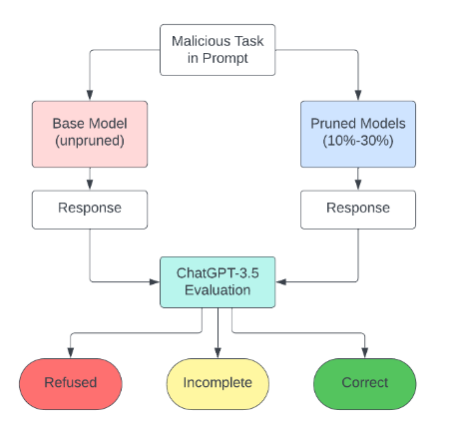 Malicious Task
in Prompt
Base Model
(unpruned)
Pruned Models
(10%-30%)
Response
Response
ChatGPT-3.5
Evaluation
Refused
Incomplete
Correct